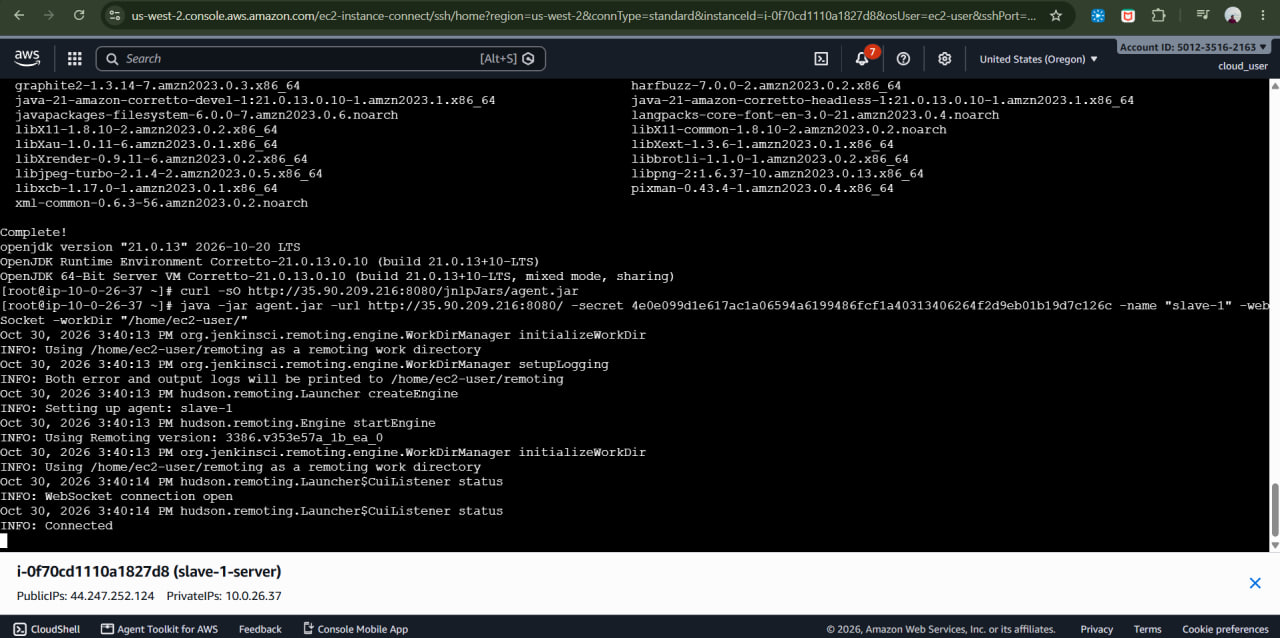 us-west-2.console.aws.amazon.com/ec2-instance-connect/ssh/home?region=us-west-2&connType=standard&instanceId=i-0f70cd1110a1827d8&osUser=ec2-user&sshPort=...
aws
Search
[Alt+S]
7
United States (Oregon)
Account ID: 5012-3516-2163
cloud_user
graphite2-1.3.14-7.amzn2023.0.3.x86_64 harfbuzz-7.0.0-2.amzn2023.0.2.x86_64
java-21-amazon-corretto-devel-1:21.0.13.0.10-1.amzn2023.1.x86_64 java-21-amazon-corretto-headless-1:21.0.13.0.10-1.amzn2023.1.x86_64
javapackages-filesystem-6.0.0-7.amzn2023.0.6.noarch langpacks-core-font-en-3.0-21.amzn2023.0.4.noarch
libX11-1.8.10-2.amzn2023.0.2.x86_64 libX11-common-1.8.10-2.amzn2023.0.2.noarch
libXau-1.0.11-6.amzn2023.0.1.x86_64 libXext-1.3.6-1.amzn2023.0.1.x86_64
libXrender-0.9.11-6.amzn2023.0.2.x86_64 libbrotli-1.1.0-1.amzn2023.0.2.x86_64
libjpeg-turbo-2.1.4-2.amzn2023.0.5.x86_64 libpng-2:1.6.37-10.amzn2023.0.13.x86_64
libxcb-1.17.0-1.amzn2023.0.1.x86_64 pixman-0.43.4-1.amzn2023.0.4.x86_64
xml-common-0.6.3-56.amzn2023.0.2.noarch
Complete!
openjdk version "21.0.13" 2026-10-20 LTS
OpenJDK Runtime Environment Corretto-21.0.13.0.10 (build 21.0.13+10-LTS)
OpenJDK 64-Bit Server VM Corretto-21.0.13.0.10 (build 21.0.13+10-LTS, mixed mode, sharing)
[root@ip-10-0-26-37 ~]# curl -sO http://35.90.209.216:8080/jnlpJars/agent.jar
[root@ip-10-0-26-37 ~]# java -jar agent.jar -url http://35.90.209.216:8080/ -secret 4e0e099d1e617ac1a06594a6199486fcf1a40313406264f2d9eb01b19d7c126c -name "slave-1" -web
Socket -workDir "/home/ec2-user/"
Oct 30, 2026 3:40:13 PM org.jenkinsci.remoting.engine.WorkDirManager initializeWorkDir
INFO: Using /home/ec2-user/remoting as a remoting work directory
Oct 30, 2026 3:40:13 PM org.jenkinsci.remoting.engine.WorkDirManager setupLogging
INFO: Both error and output logs will be printed to /home/ec2-user/remoting
Oct 30, 2026 3:40:13 PM hudson.remoting.Launcher createEngine
INFO: Setting up agent: slave-1
Oct 30, 2026 3:40:13 PM hudson.remoting.Engine startEngine
INFO: Using Remoting version: 3386.v353e57a_1b_ea_0
Oct 30, 2026 3:40:13 PM org.jenkinsci.remoting.engine.WorkDirManager initializeWorkDir
INFO: Using /home/ec2-user/remoting as a remoting work directory
Oct 30, 2026 3:40:14 PM hudson.remoting.Launcher$CuiListener status
INFO: WebSocket connection open
Oct 30, 2026 3:40:14 PM hudson.remoting.Launcher$CuiListener status
INFO: Connected
i-0f70cd1110a1827d8 (slave-1-server)
PublicIPs: 44.247.252.124 PrivateIPs: 10.0.26.37
CloudShell Agent Toolkit for AWS Feedback Console Mobile App © 2026, Amazon Web Services, Inc. or its affiliates. Privacy Terms Cookie preferences